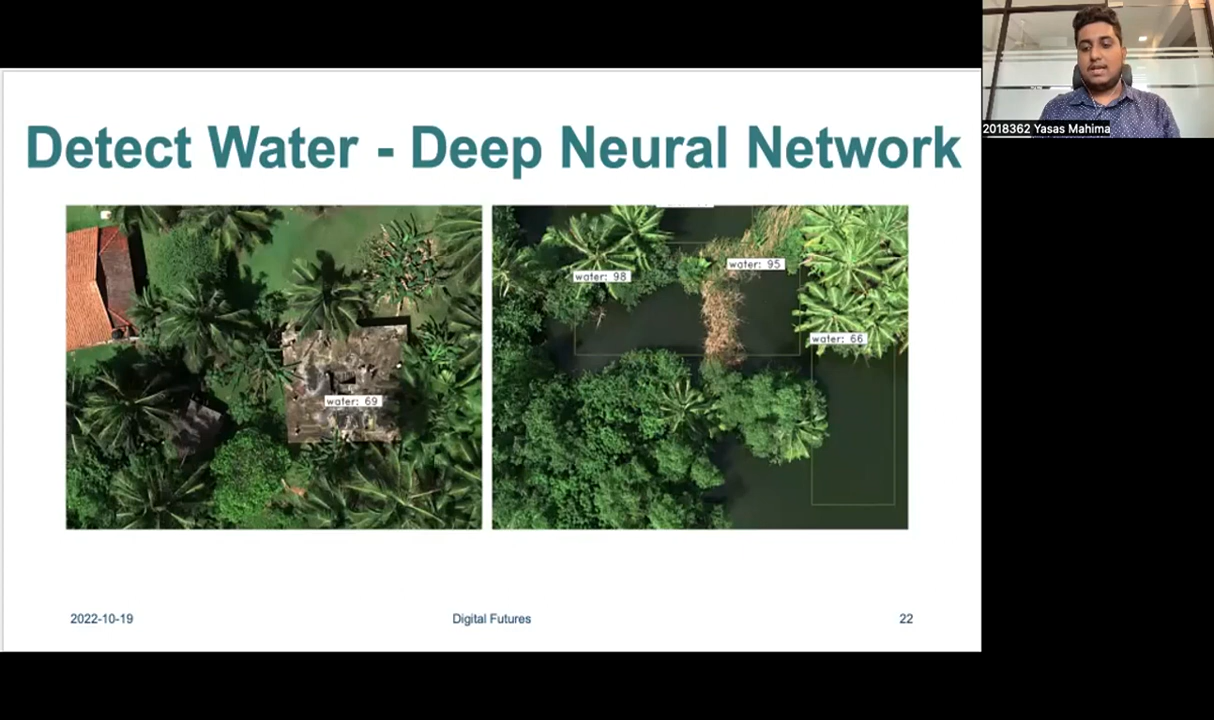 2018362 Yasas Mahima
Detect Water - Deep Neural Network
water: 69
water: 98
water: 95
water: 66
2022-10-19
Digital Futures
22